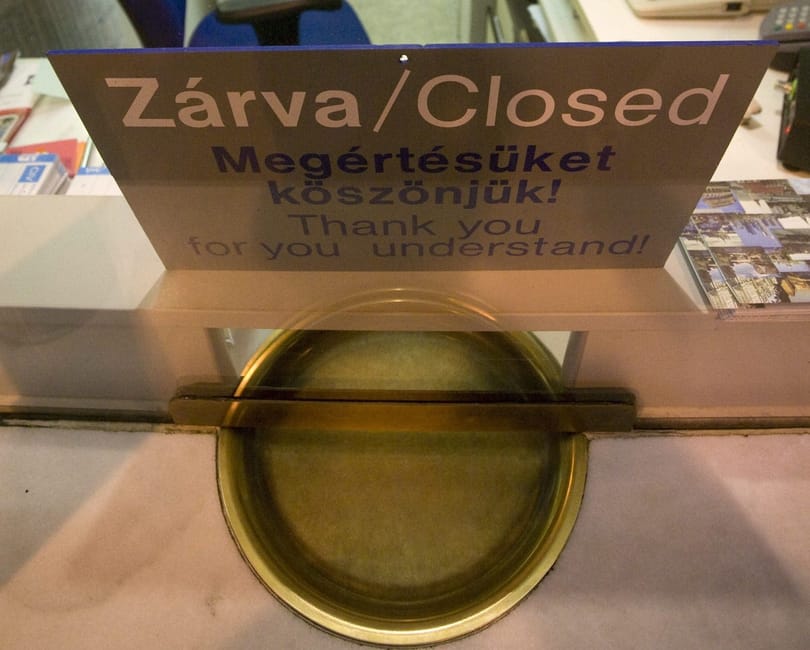 Zárva/Closed
Megértésüket
köszönjük!
Thank you
for you understand!